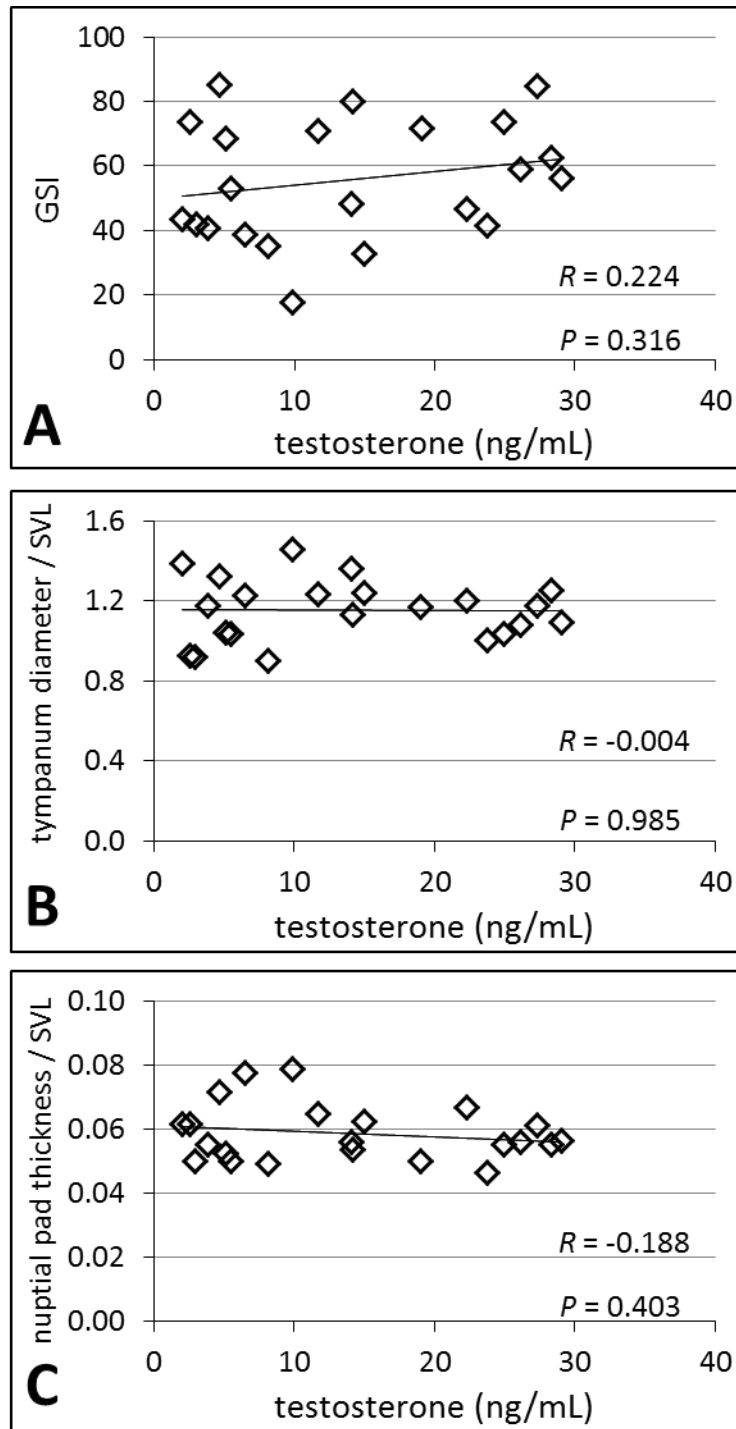 100
80
60
40
20
0
GSI
R = 0.224
P = 0.316
0 10 20 30 40
A
testosterone (ng/mL)
1.6
1.2
0.8
0.4
0.0
tympanum diameter / SVL
R = -0.004
P = 0.985
0 10 20 30 40
B
testosterone (ng/mL)
0.10
0.08
0.06
0.04
0.02
0.00
nuptial pad thickness / SVL
R = -0.188
P = 0.403
0 10 20 30 40
C
testosterone (ng/mL)